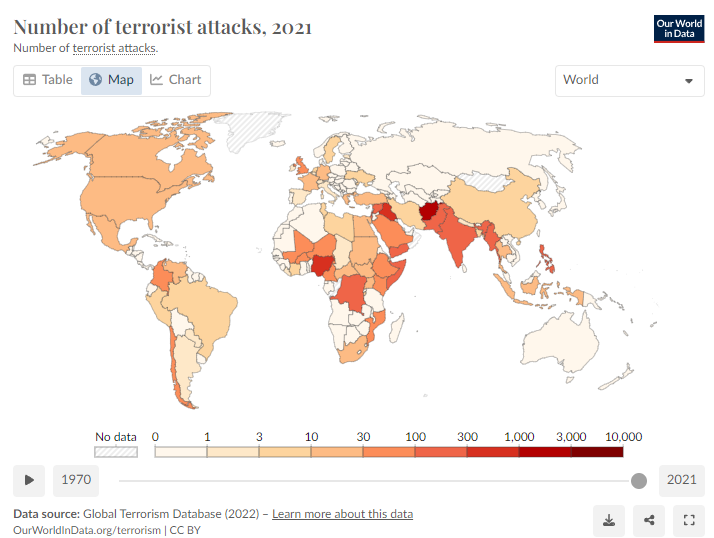 Number of terrorist attacks, 2021
Number of terrorist attacks.
Our World
in Data
Table
Map
Chart
World
No data
0
1
3
10
30
100
300
1,000
3,000
10,000
1970
2021
Data source: Global Terrorism Database (2022) – Learn more about this data
OurWorldInData.org/terrorism | CC BY